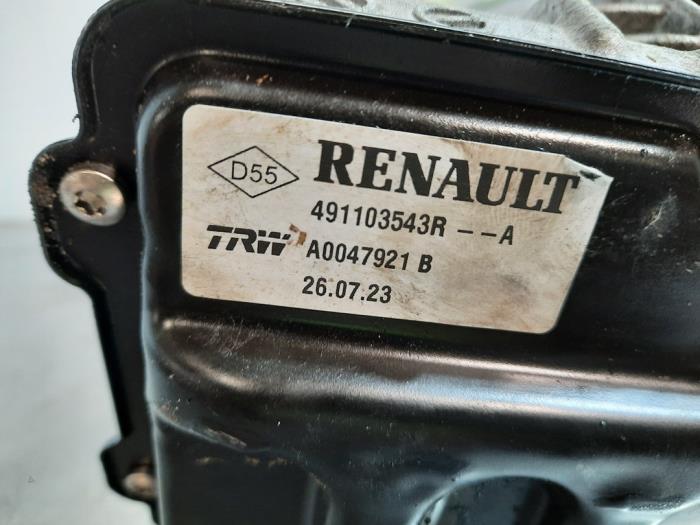 D55 RENAULT
491103543R -- A
TRW A0047921 B
26.07.23